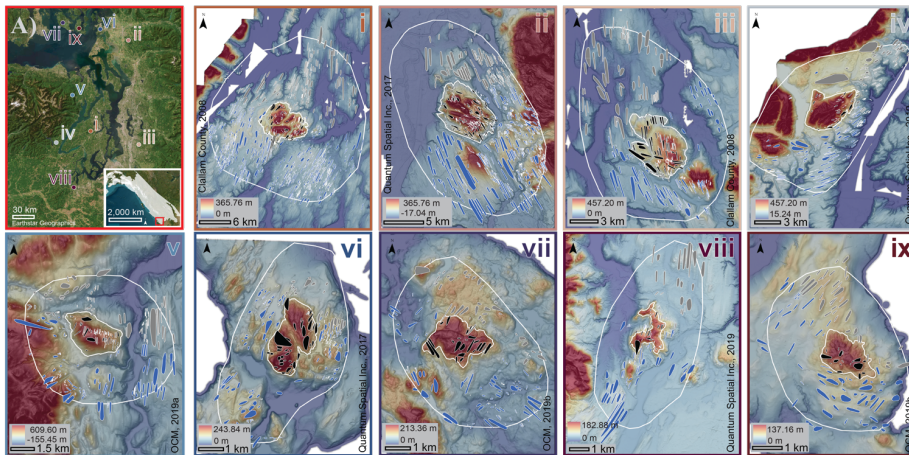 A)
vii
ix
vi
ii
v
iv
i
iii
viii
30 km
2,000 km
Earthstar Geographics
i
Clallam County, 2008
365.76 m
0 m
6 km
ii
Quantum Spatial Inc., 2017
365.76 m
-17.04 m
5 km
iii
Clallam County, 2008
457.20 m
0 m
3 km
iv
457.20 m
15.24 m
3 km
v
OCM, 2019a
609.60 m
-155.45 m
1.5 km
vi
Quantum Spatial Inc., 2017
243.84 m
0 m
1 km
vii
OCM, 2019b
213.36 m
0 m
1 km
viii
Quantum Spatial Inc., 2019
182.88 m
0 m
1 km
ix
137.16 m
0 m
1 km